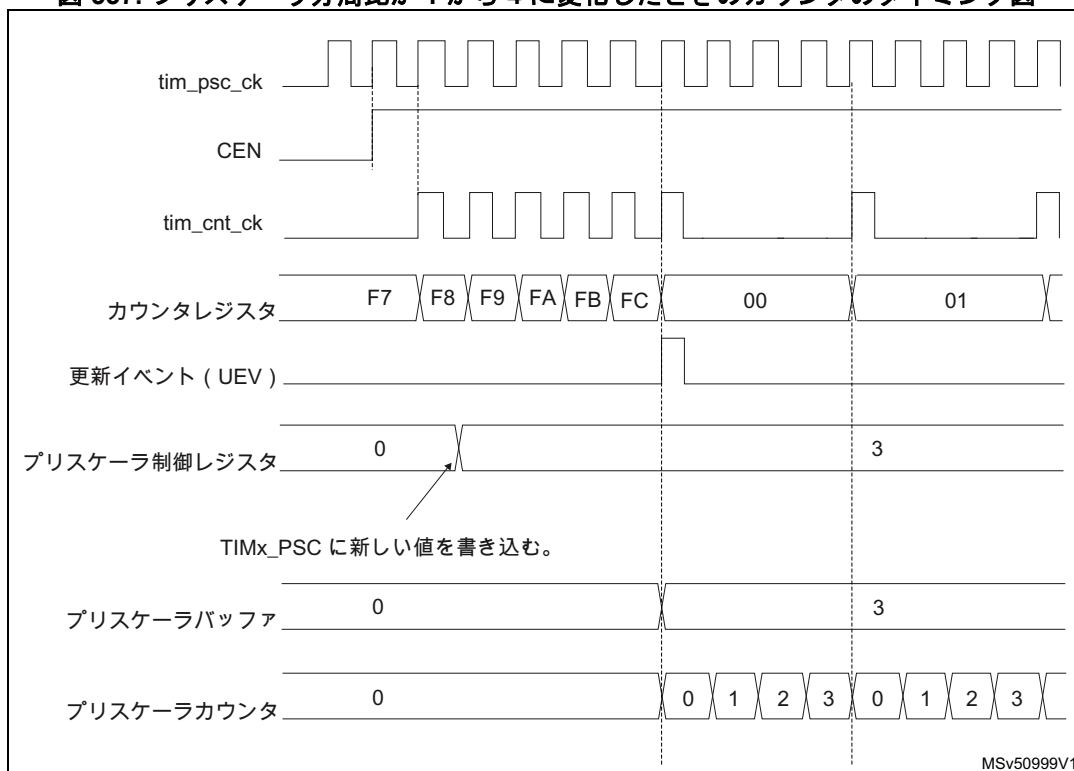 tim_psc_ck
CEN
tim_cnt_ck
カウンタレジスタ F7 F8 F9 FA FB FC 00 01
更新イベント（UEV）
プリスケーラ制御レジスタ 0 3
TIMx_PSC に新しい値を書き込む。
プリスケーラバッファ 0 3
プリスケーラカウンタ 0 0 1 2 3 0 1 2 3
MSv50999V1